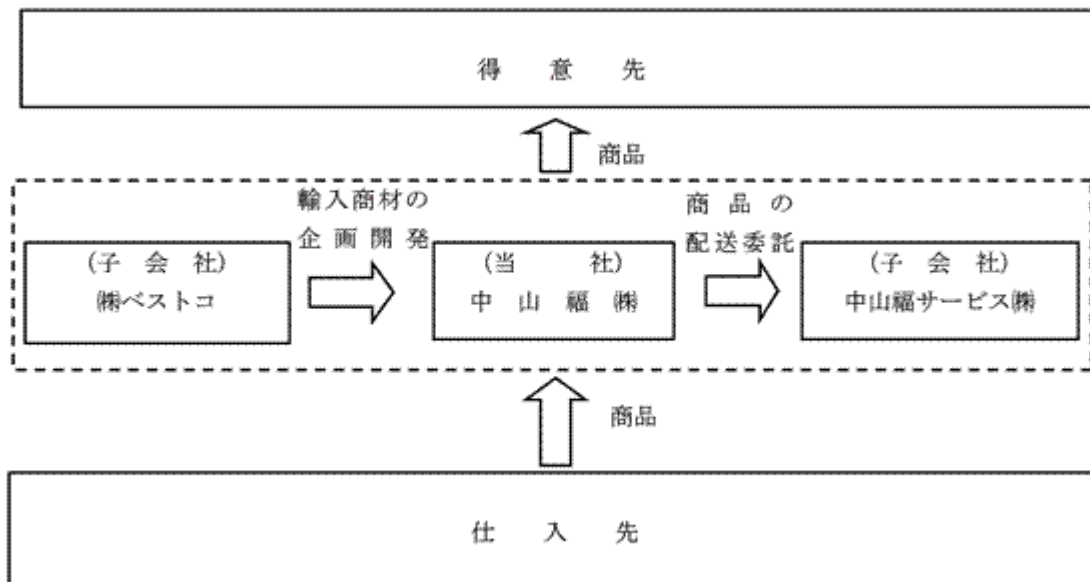 得意先
商品
輸入商材の
企画開発
商品の
配送委託
(子会社)
㈱ベストコ
(当社)
中山福㈱
(子会社)
中山福サービス㈱
商品
仕入先